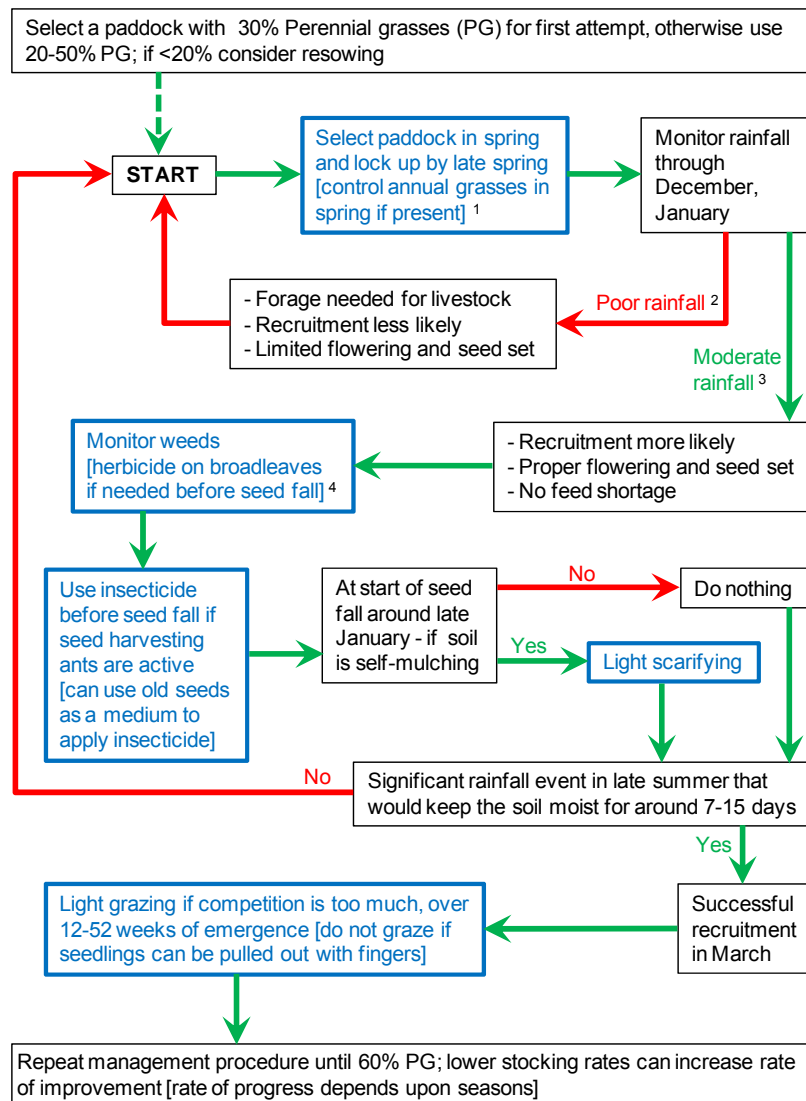 Select a paddock with 30% Perennial grasses (PG) for first attempt, otherwise use
20-50% PG; if <20% consider resowing
START
Select paddock in spring
and lock up by late spring
[control annual grasses in
spring if present] 1
Monitor rainfall
through
December,
January
- Forage needed for livestock
- Recruitment less likely
- Limited flowering and seed set
Poor rainfall 2
Moderate
rainfall 3
Monitor weeds
[herbicide on broadleaves
if needed before seed fall] 4
- Recruitment more likely
- Proper flowering and seed set
- No feed shortage
Use insecticide
before seed fall if
seed harvesting
ants are active
[can use old seeds
as a medium to
apply insecticide]
At start of seed
fall around late
January - if soil
is self-mulching
No
Do nothing
Yes
Light scarifying
No
Significant rainfall event in late summer that
would keep the soil moist for around 7-15 days
Yes
Light grazing if competition is too much, over
12-52 weeks of emergence [do not graze if
seedlings can be pulled out with fingers]
Successful
recruitment
in March
Repeat management procedure until 60% PG; lower stocking rates can increase rate
of improvement [rate of progress depends upon seasons]